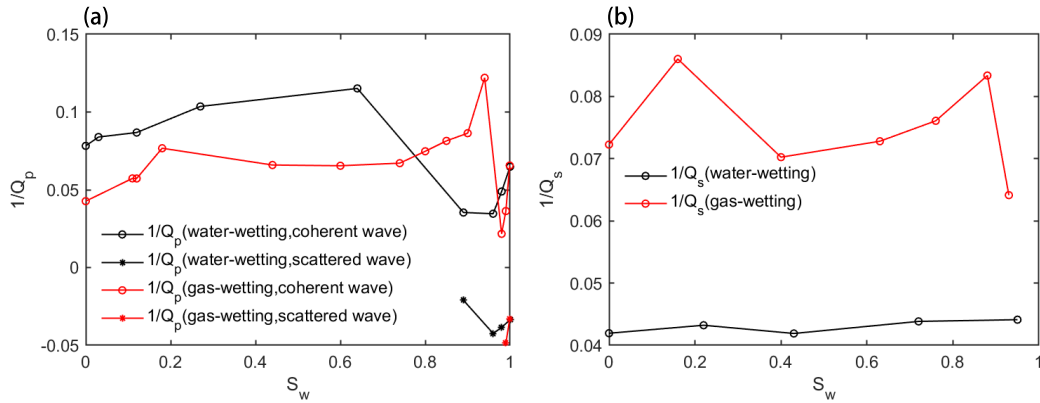 (a)
0.15
0.1
0.05
0
-0.05
1/Q_p
1/Q_p(water-wetting,coherent wave)
1/Q_p(water-wetting,scattered wave)
1/Q_p(gas-wetting,coherent wave)
1/Q_p(gas-wetting,scattered wave)
0 0.2 0.4 0.6 0.8 1
S_w
(b)
0.09
0.08
0.07
0.06
0.05
0.04
1/Q_s
1/Q_s(water-wetting)
1/Q_s(gas-wetting)
0 0.2 0.4 0.6 0.8 1
S_w